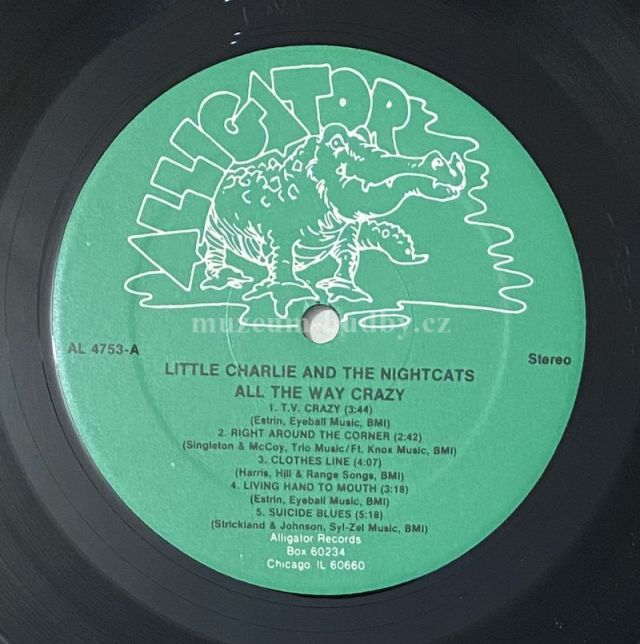 ALLIGATOR
muzeum-hudby.cz
AL 4753-A
Stereo
LITTLE CHARLIE AND THE NIGHTCATS
ALL THE WAY CRAZY
1. T.V. CRAZY (3:44)
(Estrin, Eyeball Music, BMI)
2. RIGHT AROUND THE CORNER (2:42)
(Singleton & McCoy, Trio Music/Ft. Knox Music, BMI)
3. CLOTHES LINE (4:07)
(Harris, Hill & Range Songs, BMI)
4. LIVING HAND TO MOUTH (3:18)
(Estrin, Eyeball Music, BMI)
5. SUICIDE BLUES (5:18)
(Strickland & Johnson, Syl-Zel Music, BMI)
Alligator Records
Box 60234
Chicago IL 60660